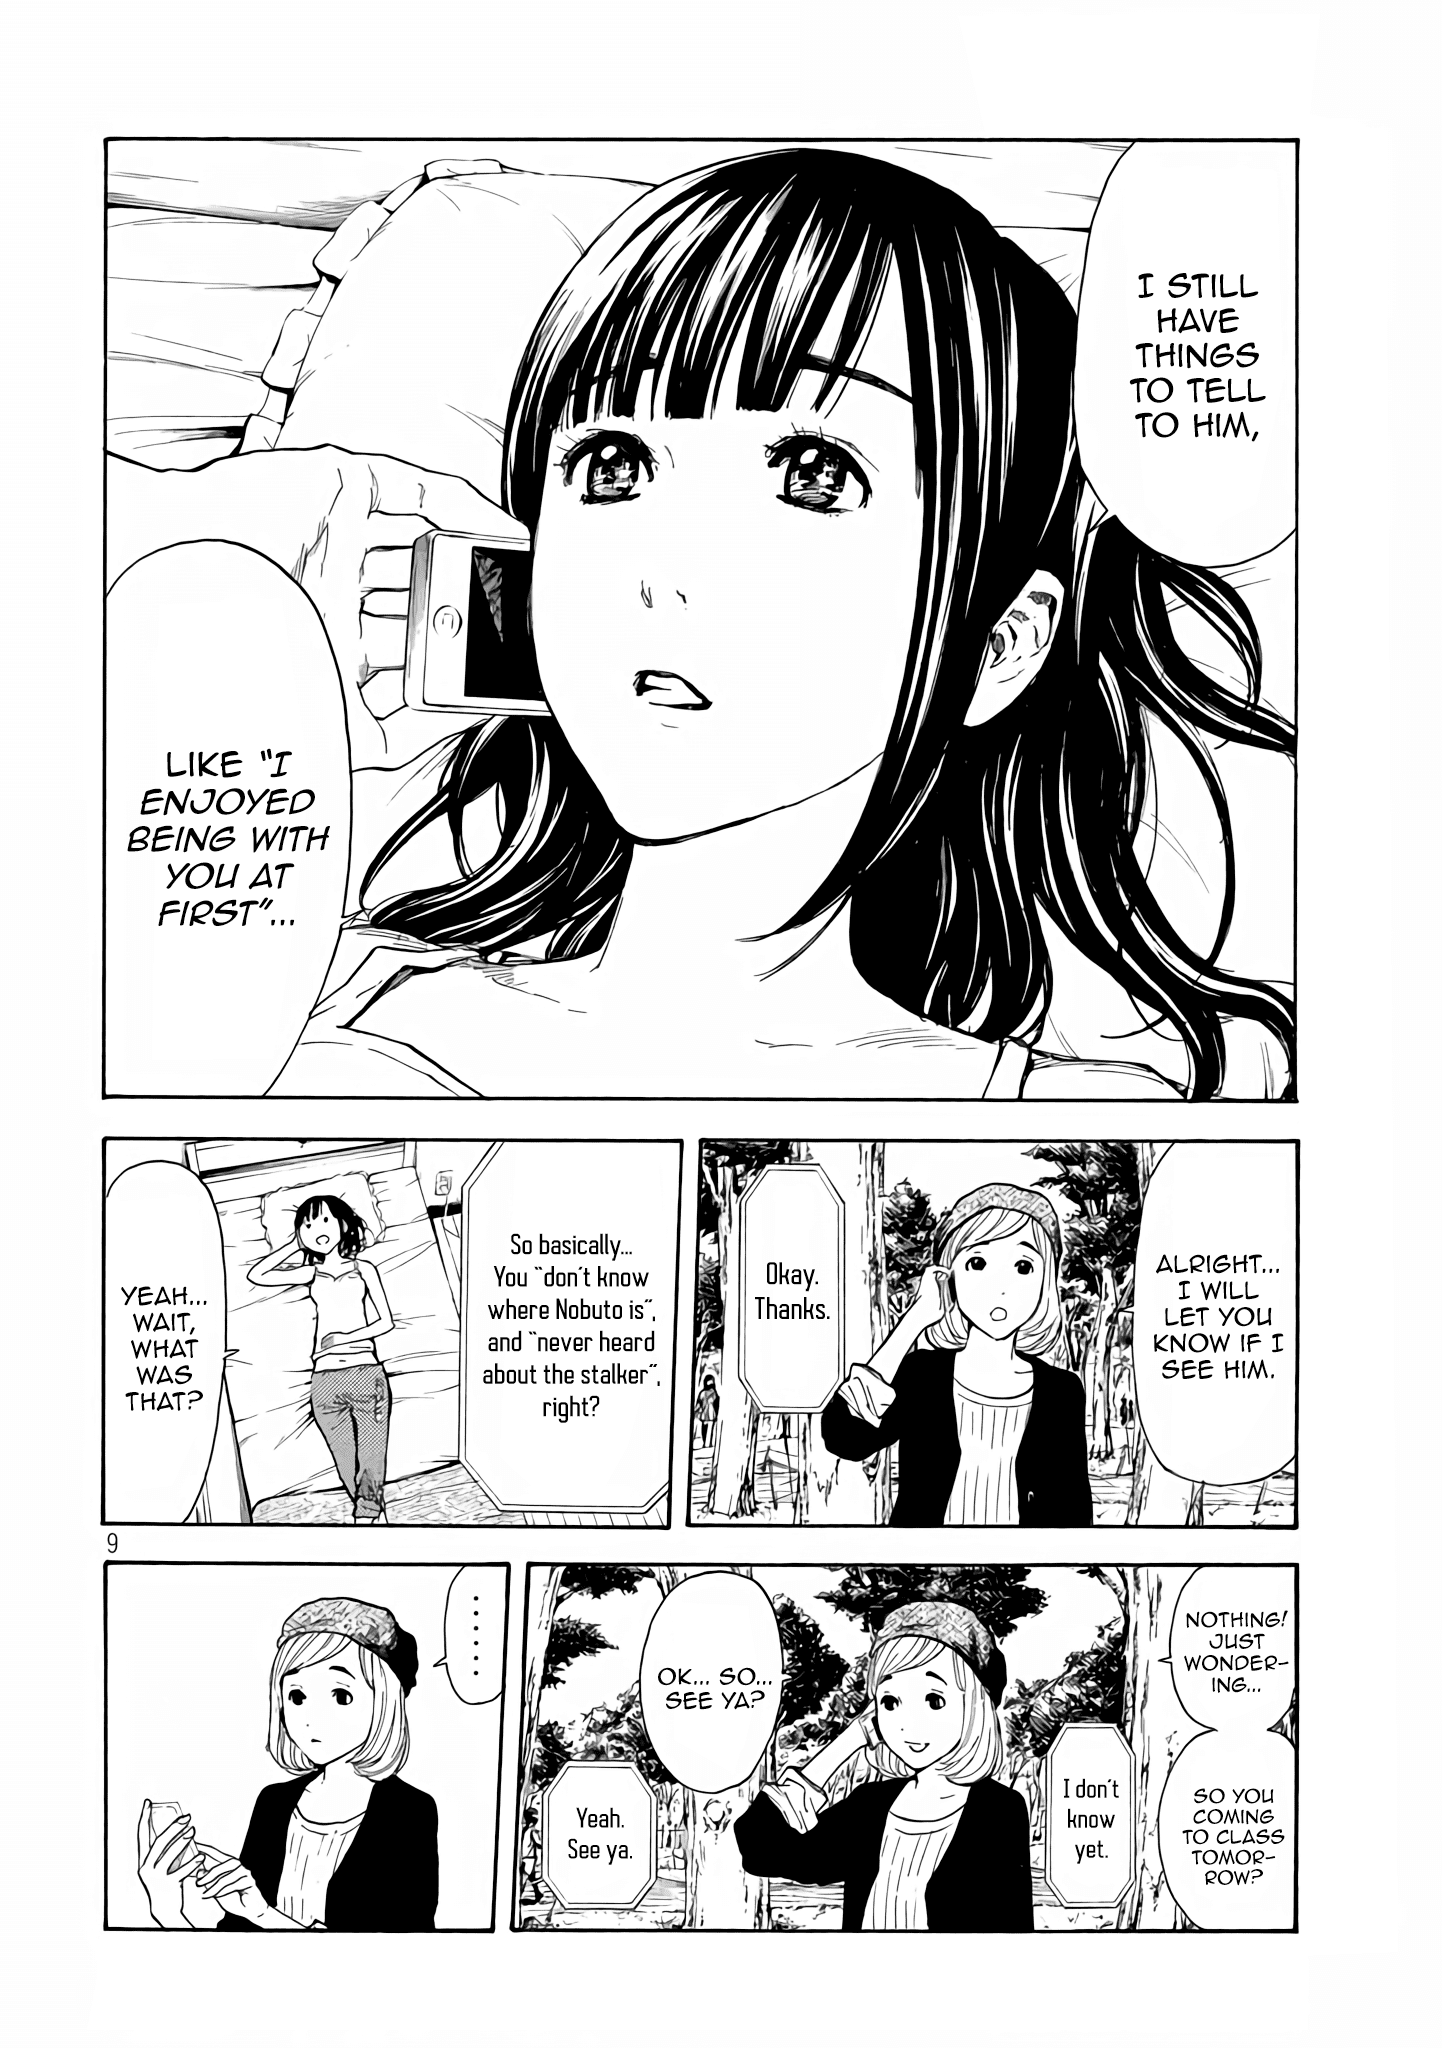 I STILL
HAVE
THINGS
TO TELL
TO HIM,
LIKE "I
ENJOYED
BEING WITH
YOU AT
FIRST"...
ALRIGHT...
I WILL
LET YOU
KNOW IF I
SEE HIM.
Okay.
Thanks.
So basically...
You "don't know
where Nobuto is",
and "never heard
about the stalker",
right?
YEAH...
WAIT,
WHAT
WAS
THAT?
9
NOTHING!
JUST
WONDER-
ING...
SO YOU
COMING
TO CLASS
TOMOR-
ROW?
I don't
know
yet.
OK... SO...
SEE YA?
Yeah.
See ya.
......